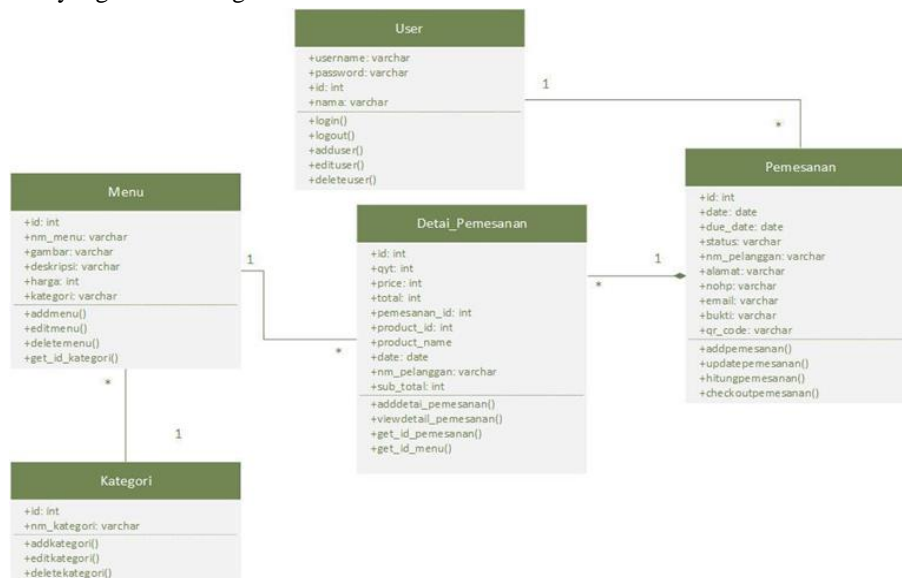 User
+username: varchar
+password: varchar
+id: int
+nama: varchar
+login()
+logout()
+adduser()
+edituser()
+deleteuser()
1
*
Menu
+id: int
+nm_menu: varchar
+gambar: varchar
+deskripsi: varchar
+harga: int
+kategori: varchar
+addmenu()
+editmenu()
+deletemenu()
+get_id_kategori()
1
*
Detai_Pemesanan
+id: int
+qyt: int
+price: int
+total: int
+pemesanan_id: int
+product_id: int
+product_name
+date: date
+nm_pelanggan: varchar
+sub_total: int
+adddetai_pemesanan()
+viewdetail_pemesanan()
+get_id_pemesanan()
+get_id_menu()
1
*
Pemesanan
+id: int
+date: date
+due_date: date
+status: varchar
+nm_pelanggan: varchar
+alamat: varchar
+nohp: varchar
+email: varchar
+bukti: varchar
+qr_code: varchar
+addpemesanan()
+updatepemesanan()
+hitungpemesanan()
+checkoutpemesanan()
*
1
Kategori
+id: int
+nm_kategori: varchar
+addkategori()
+editkategori()
+deletekategori()